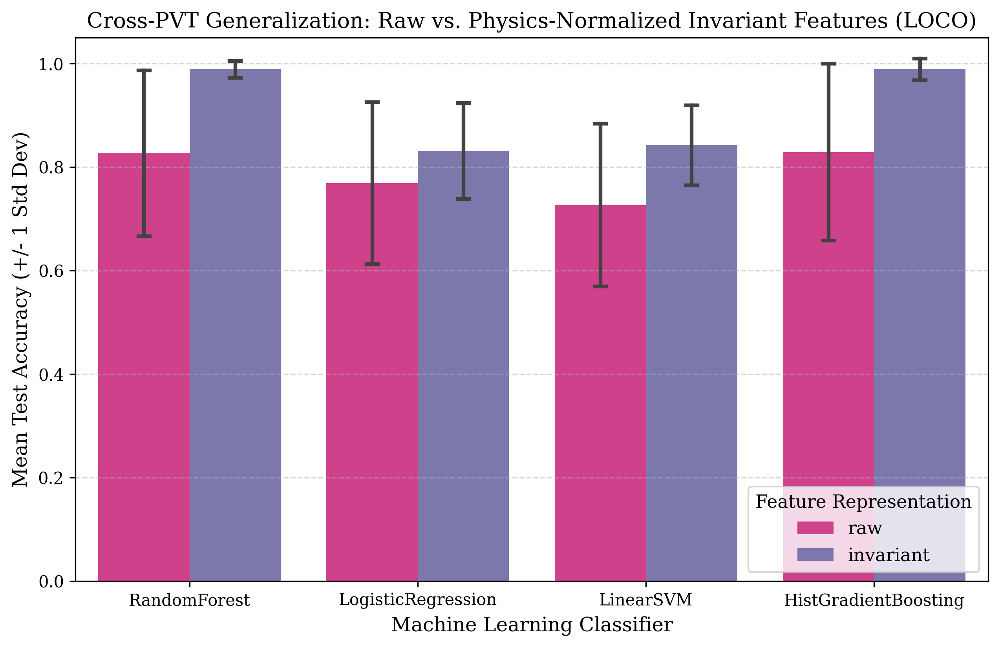 Cross-PVT Generalization: Raw vs. Physics-Normalized Invariant Features (LOCO)
Mean Test Accuracy (+/- 1 Std Dev)
1.0
0.8
0.6
0.4
0.2
0.0
Feature Representation
raw
invariant
RandomForest
LogisticRegression
LinearSVM
HistGradientBoosting
Machine Learning Classifier